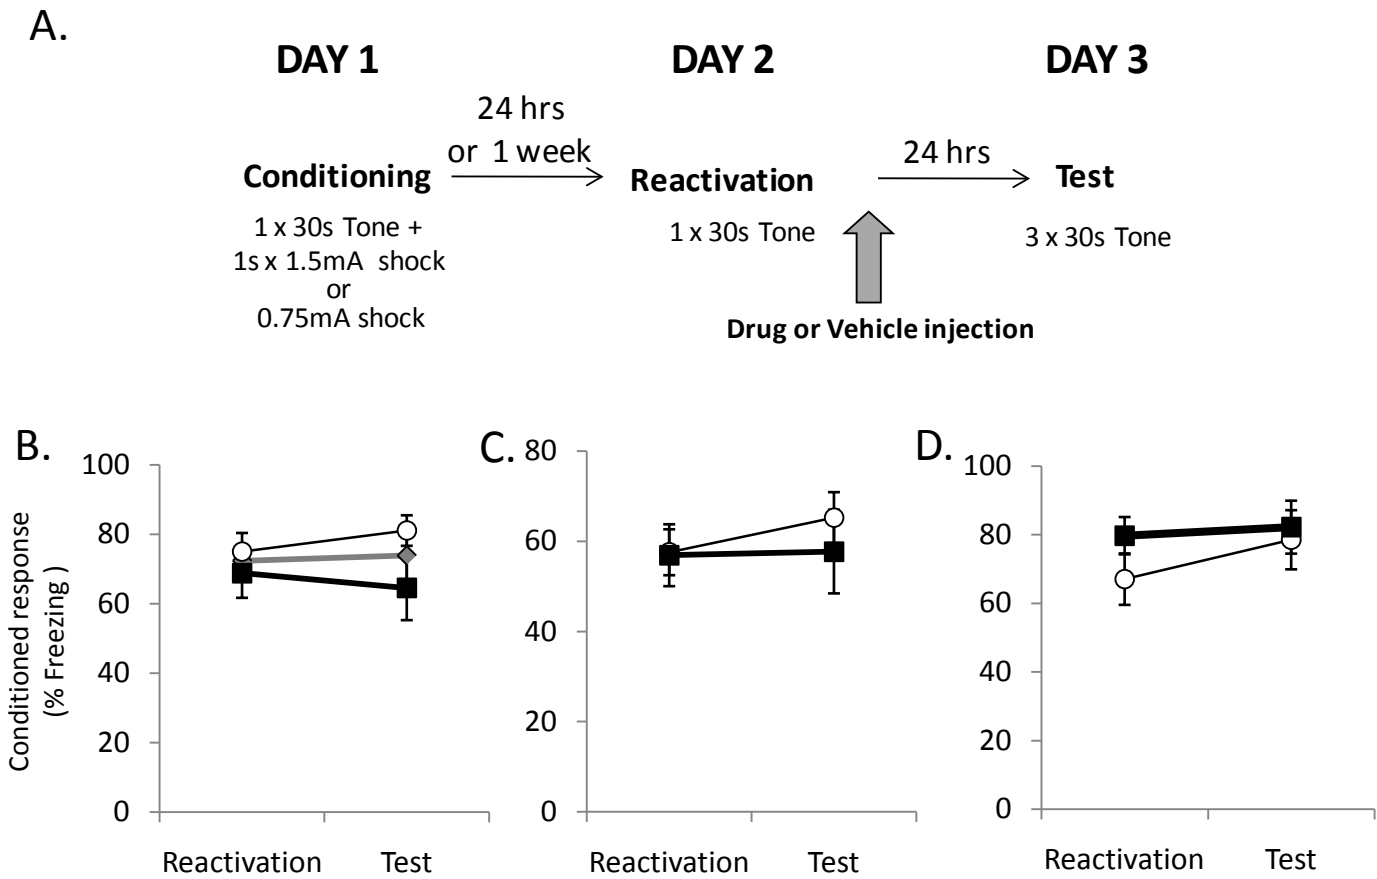 A.
DAY 1
DAY 2
DAY 3
24 hrs
or 1 week
24 hrs
Conditioning
Reactivation
Test
1 x 30s Tone +
1s x 1.5mA shock
or
0.75mA shock
1 x 30s Tone
3 x 30s Tone
Drug or Vehicle injection
B.
Conditioned response
(% Freezing )
100
80
60
40
20
0
Reactivation
Test
C.
80
60
40
20
0
Reactivation
Test
D.
100
80
60
40
20
0
Reactivation
Test